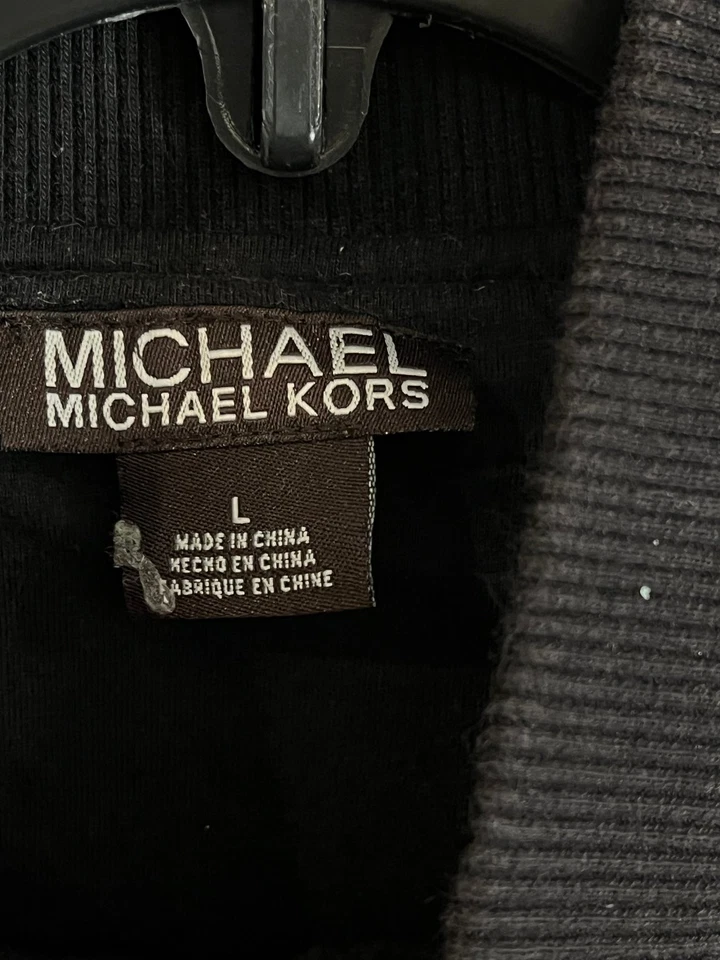 MICHAEL
MICHAEL KORS
L
MADE IN CHINA
HECHO EN CHINA
FABRIQUE EN CHINE